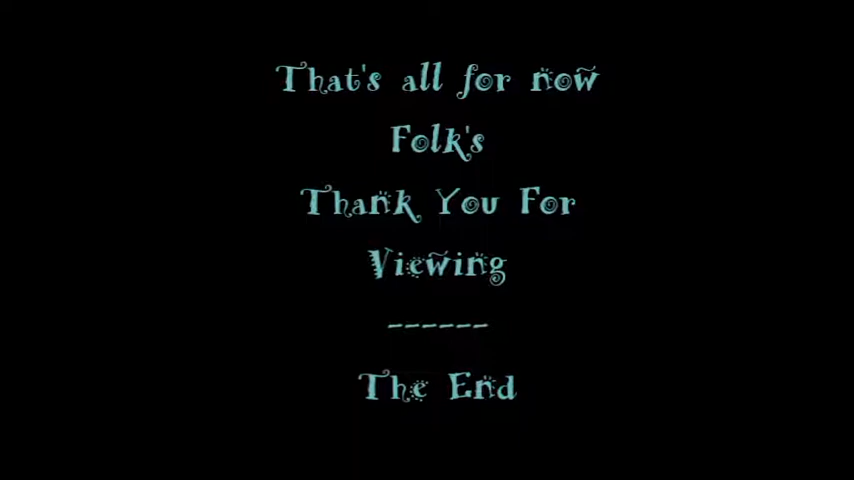 That's all for now
Folk's
Thank You For
Viewing
------
The End